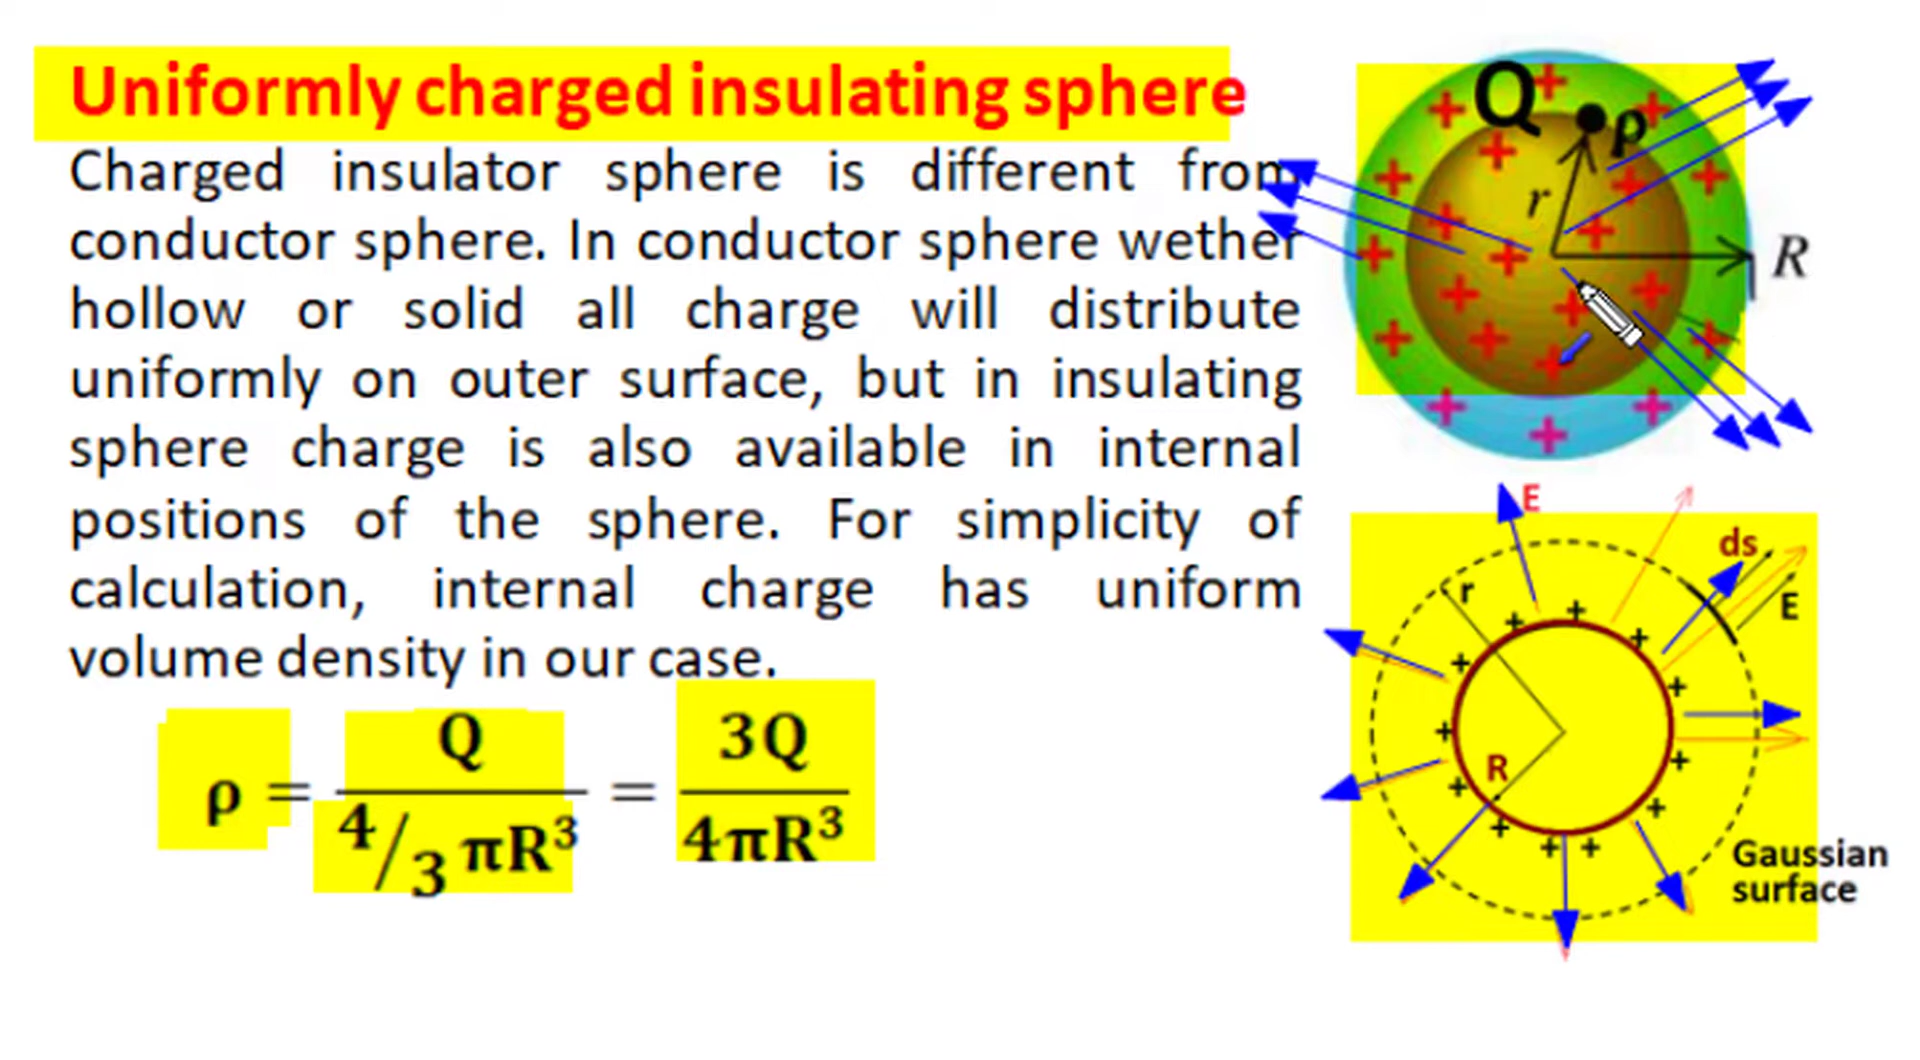 Uniformly charged insulating sphere
Charged insulator sphere is different from
conductor sphere. In conductor sphere wether
hollow or solid all charge will distribute
uniformly on outer surface, but in insulating
sphere charge is also available in internal
positions of the sphere. For simplicity of
calculation, internal charge has uniform
volume density in our case.
ρ = Q / 4/3 πR³ = 3Q / 4πR³
Q
ρ
r
R
E
ds
r
E
R
Gaussian
surface